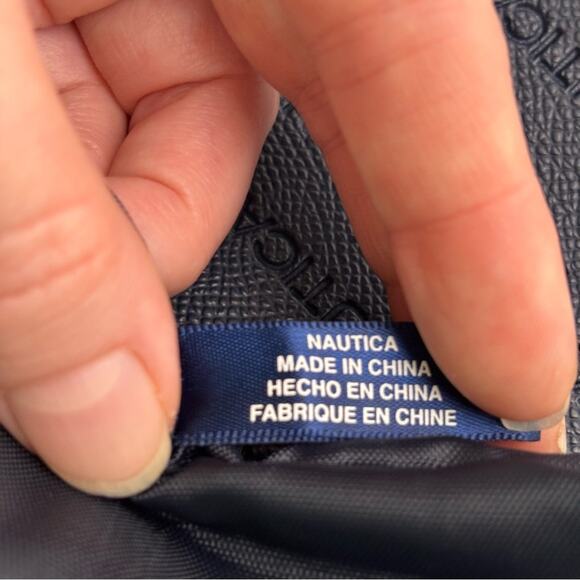 NAUTICA
MADE IN CHINA
HECHO EN CHINA
FABRIQUE EN CHINE